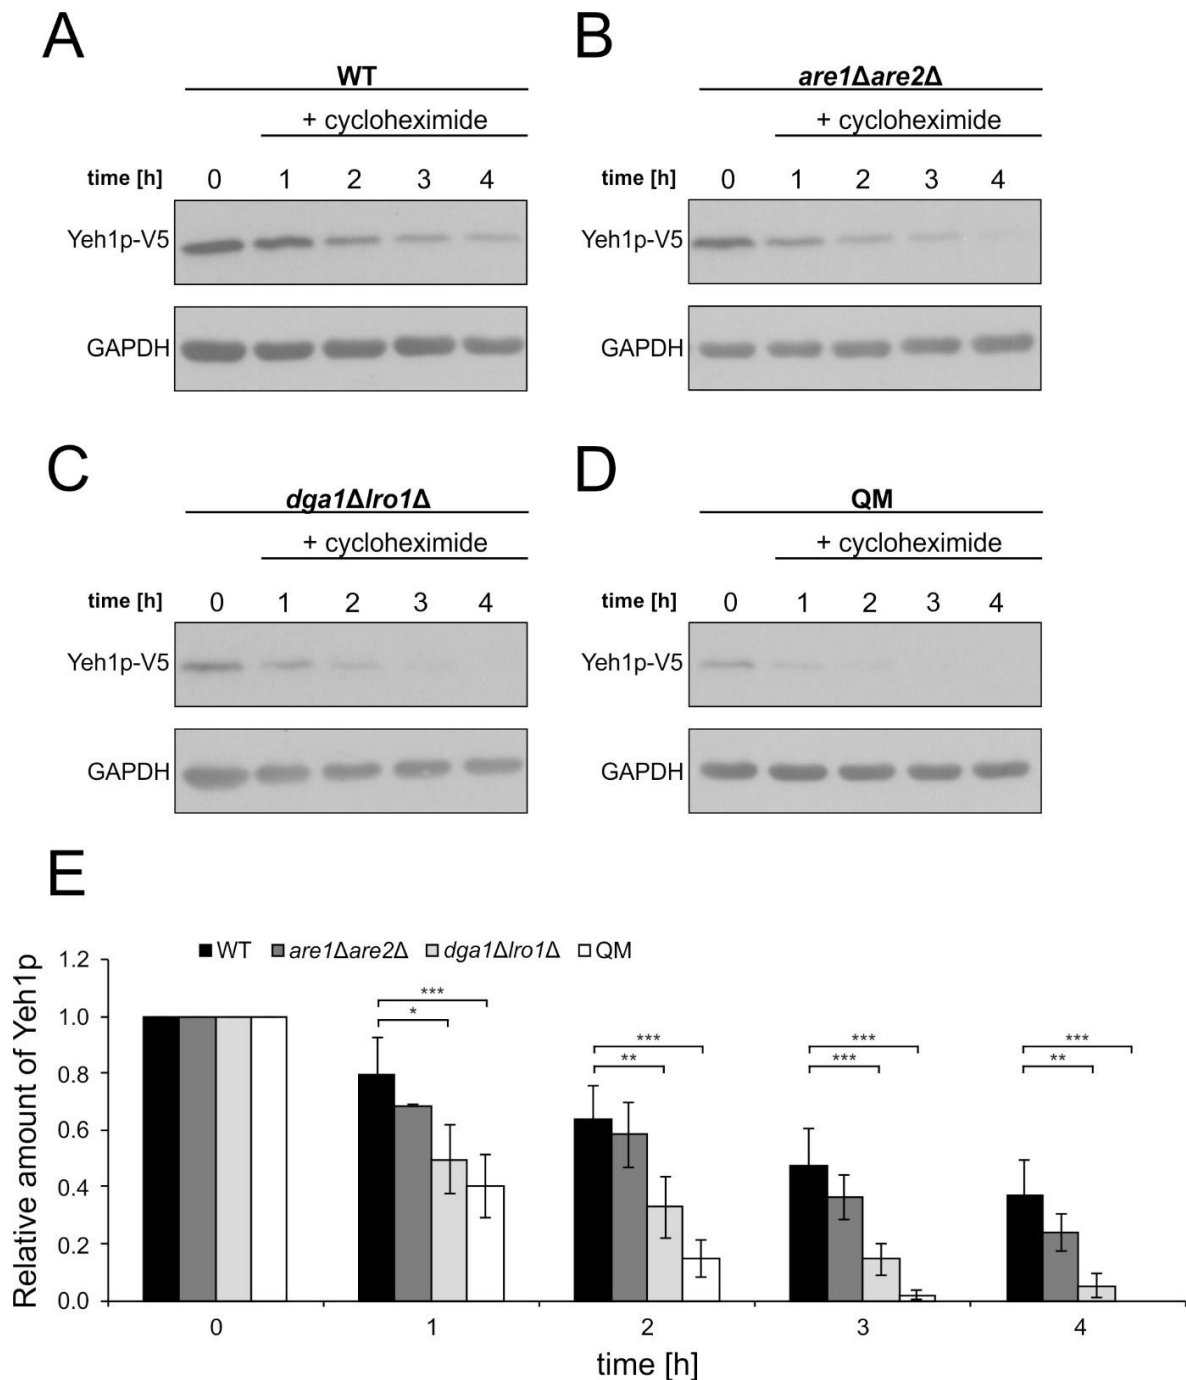 A
WT
+ cycloheximide
time [h] 0 1 2 3 4
Yeh1p-V5
GAPDH
B
are1Δare2Δ
+ cycloheximide
time [h] 0 1 2 3 4
Yeh1p-V5
GAPDH
C
dga1Δlro1Δ
+ cycloheximide
time [h] 0 1 2 3 4
Yeh1p-V5
GAPDH
D
QM
+ cycloheximide
time [h] 0 1 2 3 4
Yeh1p-V5
GAPDH
E
WT are1Δare2Δ dga1Δlro1Δ QM
Relative amount of Yeh1p
1.2
1.0
0.8
0.6
0.4
0.2
0.0
***
*
***
**
***
***
***
**
0 1 2 3 4
time [h]